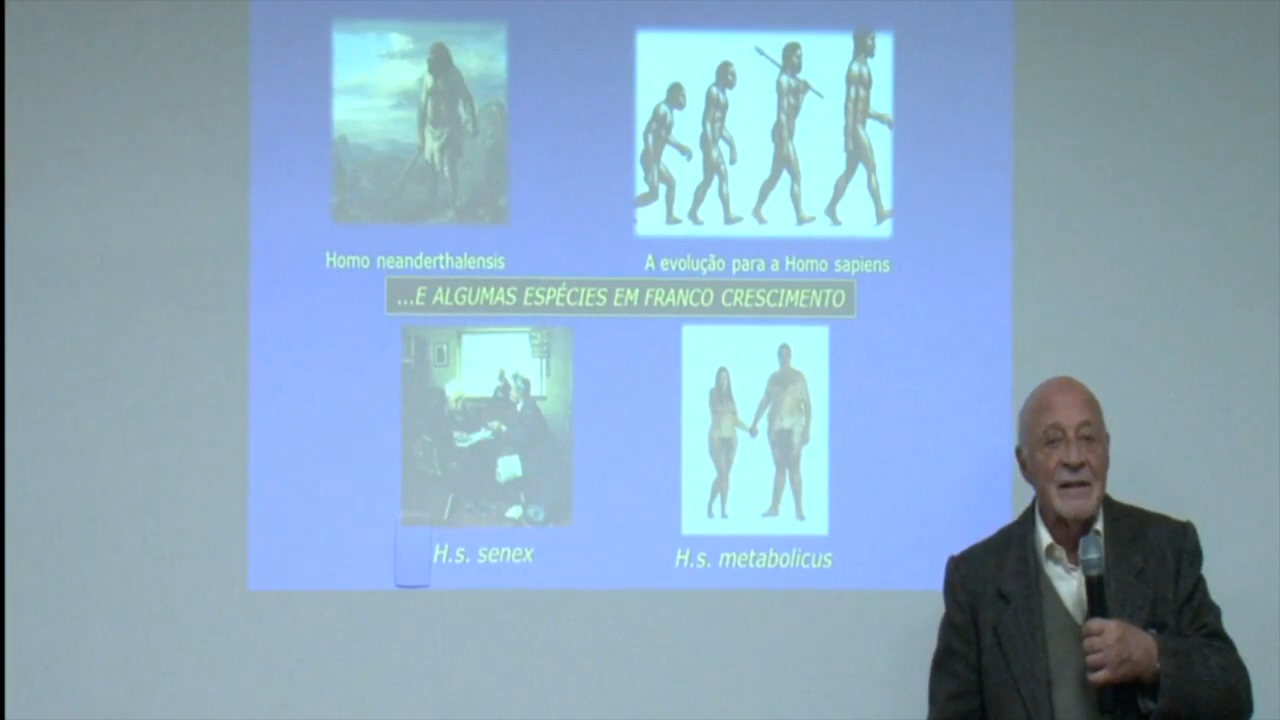 Homo neanderthalensis
A evolução para a Homo sapiens
...E ALGUMAS ESPÉCIES EM FRANCO CRESCIMENTO
H.s. senex
H.s. metabolicus